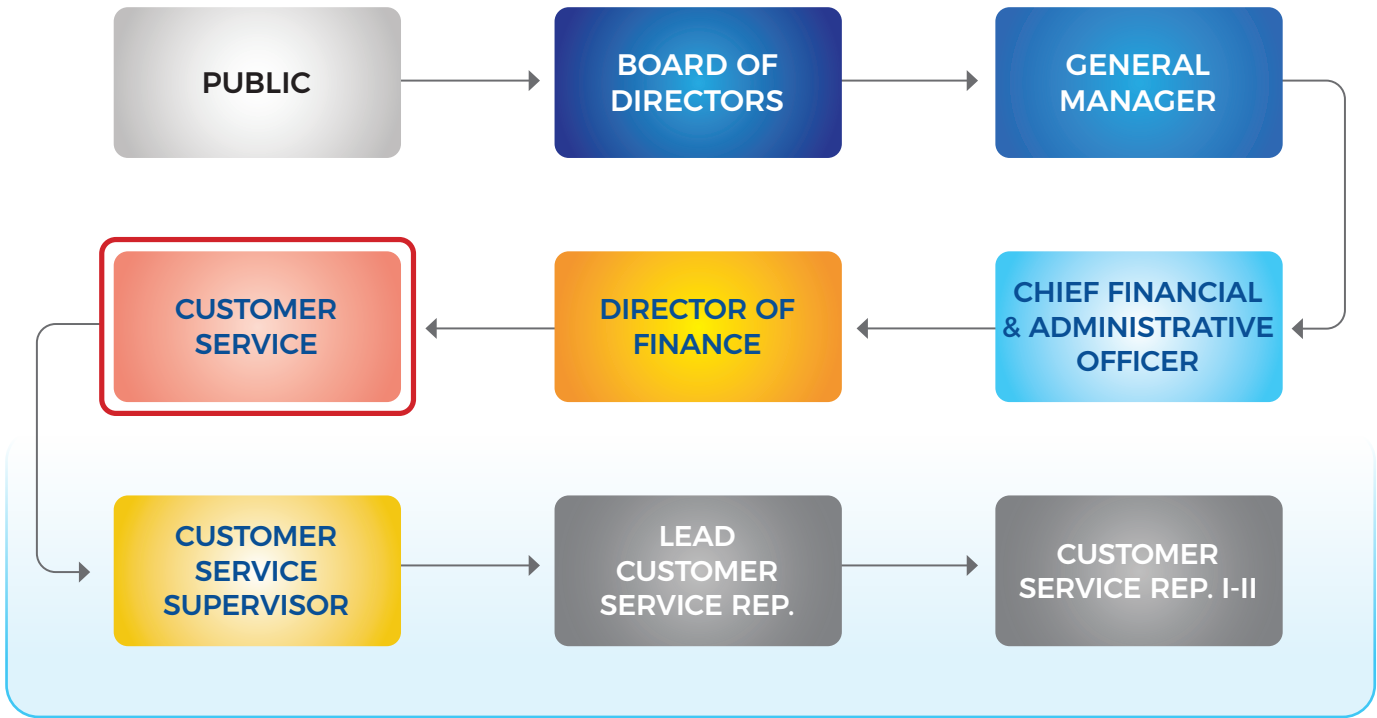 PUBLIC
BOARD OF
DIRECTORS
GENERAL
MANAGER
CUSTOMER
SERVICE
DIRECTOR OF
FINANCE
CHIEF FINANCIAL
& ADMINISTRATIVE
OFFICER
CUSTOMER
SERVICE
SUPERVISOR
LEAD
CUSTOMER
SERVICE REP.
CUSTOMER
SERVICE REP. I-II